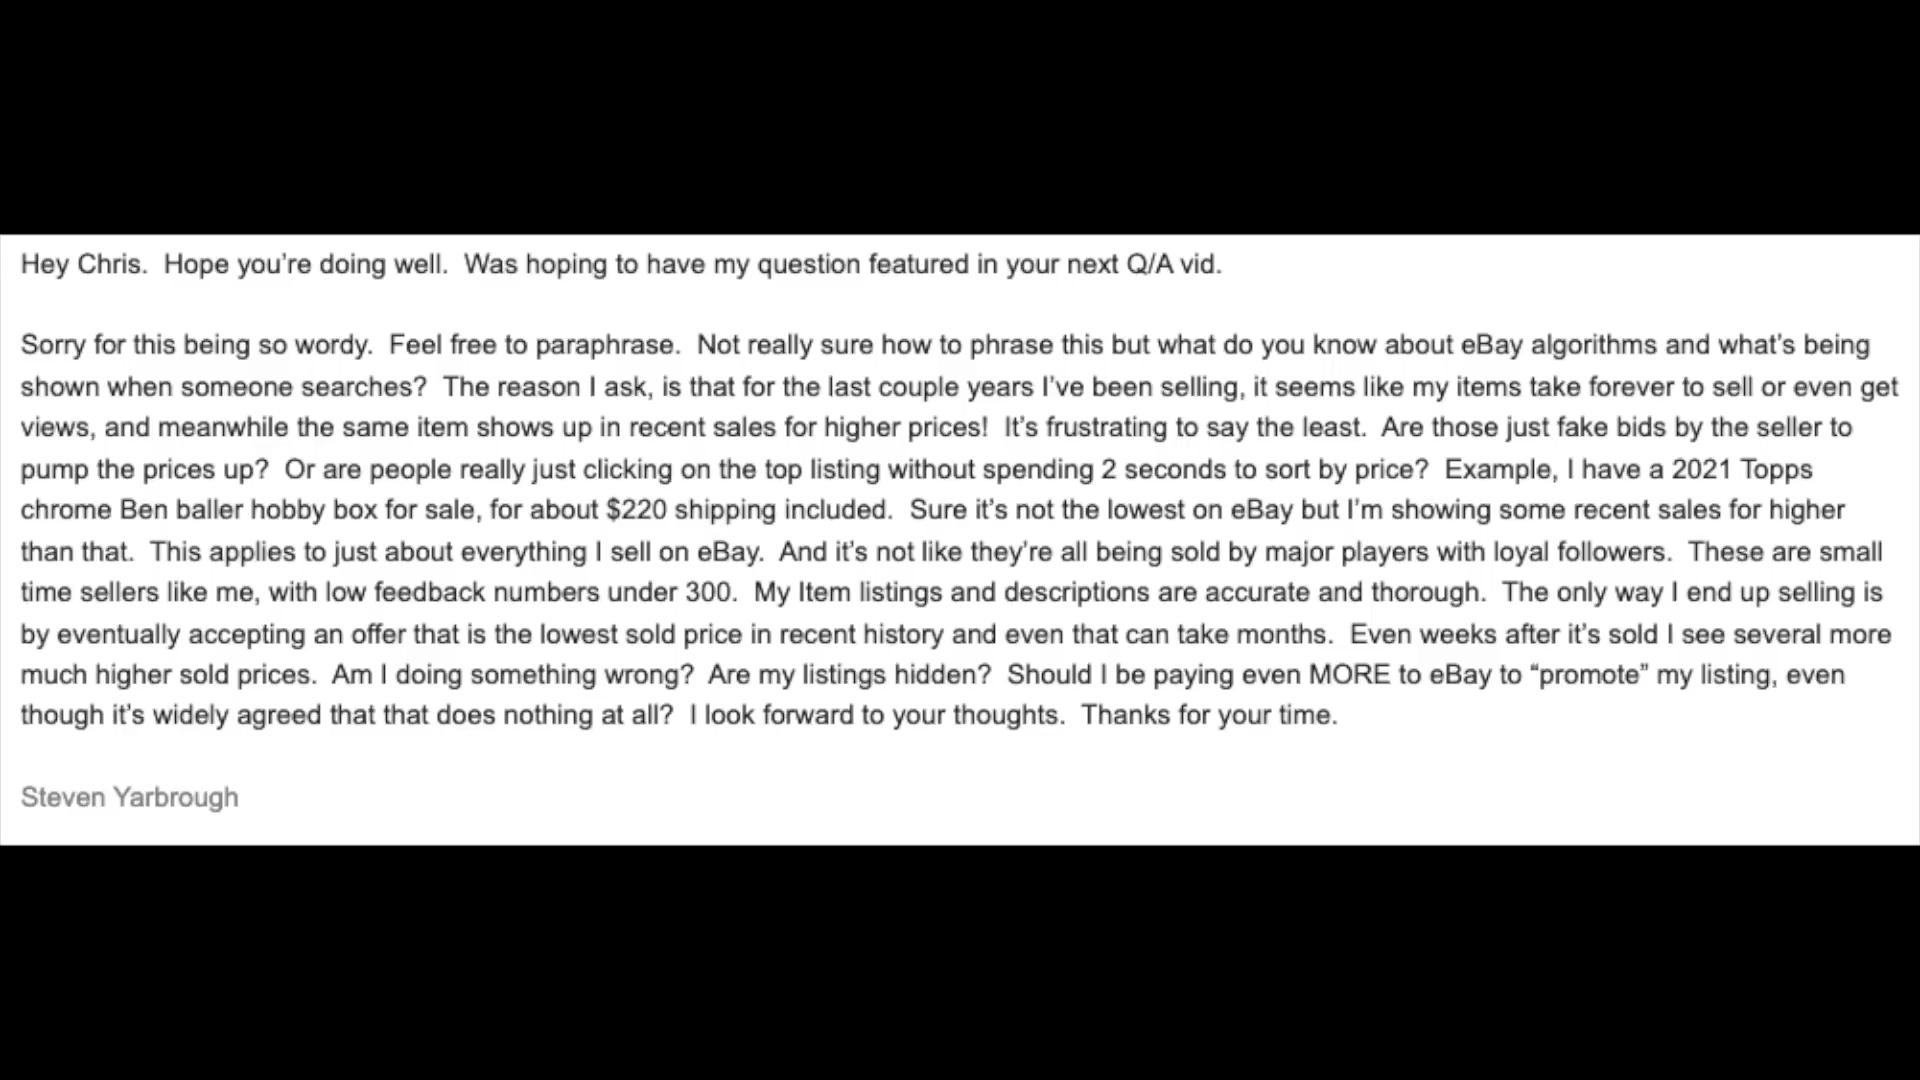 Hey Chris.  Hope you’re doing well.  Was hoping to have my question featured in your next Q/A vid.
Sorry for this being so wordy.  Feel free to paraphrase.  Not really sure how to phrase this but what do you know about eBay algorithms and what’s being
shown when someone searches?  The reason I ask, is that for the last couple years I’ve been selling, it seems like my items take forever to sell or even get
views, and meanwhile the same item shows up in recent sales for higher prices!  It’s frustrating to say the least.  Are those just fake bids by the seller to
pump the prices up?  Or are people really just clicking on the top listing without spending 2 seconds to sort by price?  Example, I have a 2021 Topps
chrome Ben baller hobby box for sale, for about $220 shipping included.  Sure it’s not the lowest on eBay but I’m showing some recent sales for higher
than that.  This applies to just about everything I sell on eBay.  And it’s not like they’re all being sold by major players with loyal followers.  These are small
time sellers like me, with low feedback numbers under 300.  My Item listings and descriptions are accurate and thorough.  The only way I end up selling is
by eventually accepting an offer that is the lowest sold price in recent history and even that can take months.  Even weeks after it’s sold I see several more
much higher sold prices.  Am I doing something wrong?  Are my listings hidden?  Should I be paying even MORE to eBay to “promote” my listing, even
though it’s widely agreed that that does nothing at all?  I look forward to your thoughts.  Thanks for your time.
Steven Yarbrough